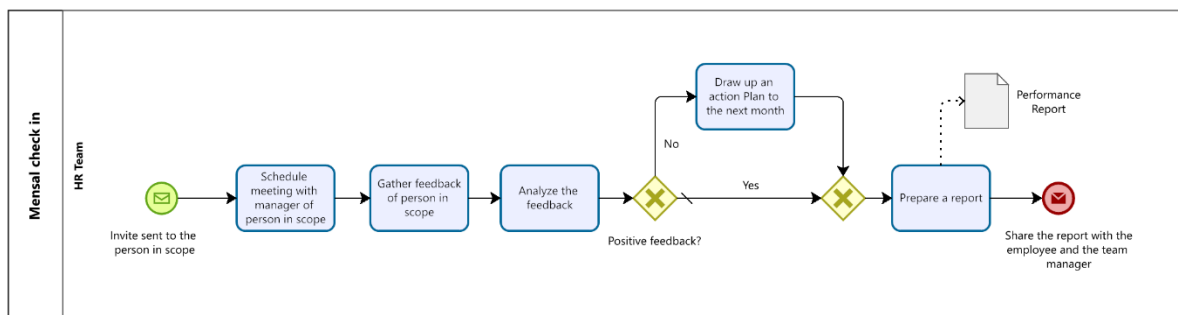 Mensal check in
HR Team
Invite sent to the
person in scope
Schedule
meeting with
manager of
person in scope
Gather feedback
of person in
scope
Analyze the
feedback
Positive feedback?
No
Yes
Draw up an
action Plan to
the next month
Prepare a report
Performance
Report
Share the report with the
employee and the team
manager